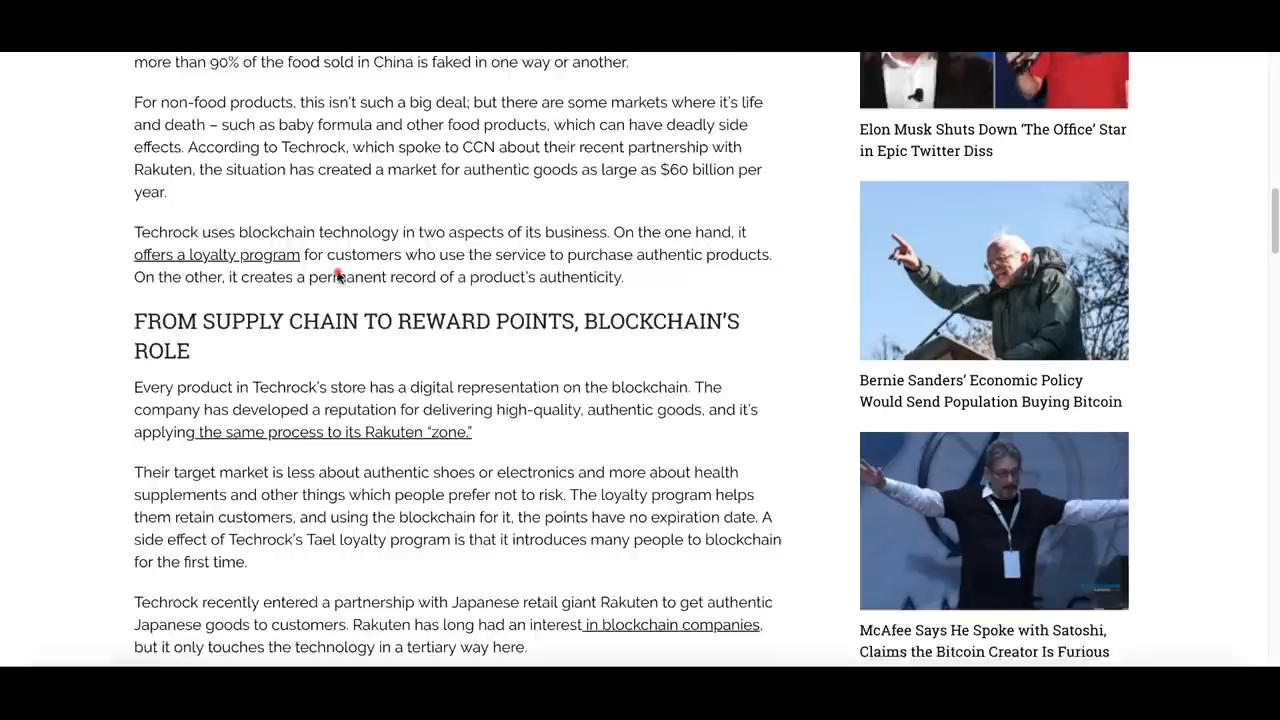 more than 90% of the food sold in China is faked in one way or another.
For non-food products, this isn't such a big deal; but there are some markets where it's life
and death – such as baby formula and other food products, which can have deadly side
effects. According to Techrock, which spoke to CCN about their recent partnership with
Rakuten, the situation has created a market for authentic goods as large as $60 billion per
year.
Techrock uses blockchain technology in two aspects of its business. On the one hand, it
offers a loyalty program for customers who use the service to purchase authentic products.
On the other, it creates a permanent record of a product's authenticity.
FROM SUPPLY CHAIN TO REWARD POINTS, BLOCKCHAIN'S
ROLE
Every product in Techrock's store has a digital representation on the blockchain. The
company has developed a reputation for delivering high-quality, authentic goods, and it's
applying the same process to its Rakuten “zone.”
Their target market is less about authentic shoes or electronics and more about health
supplements and other things which people prefer not to risk. The loyalty program helps
them retain customers, and using the blockchain for it, the points have no expiration date. A
side effect of Techrock's Tael loyalty program is that it introduces many people to blockchain
for the first time.
Techrock recently entered a partnership with Japanese retail giant Rakuten to get authentic
Japanese goods to customers. Rakuten has long had an interest in blockchain companies,
but it only touches the technology in a tertiary way here.
Elon Musk Shuts Down ‘The Office’ Star
in Epic Twitter Diss
Bernie Sanders’ Economic Policy
Would Send Population Buying Bitcoin
McAfee Says He Spoke with Satoshi,
Claims the Bitcoin Creator Is Furious